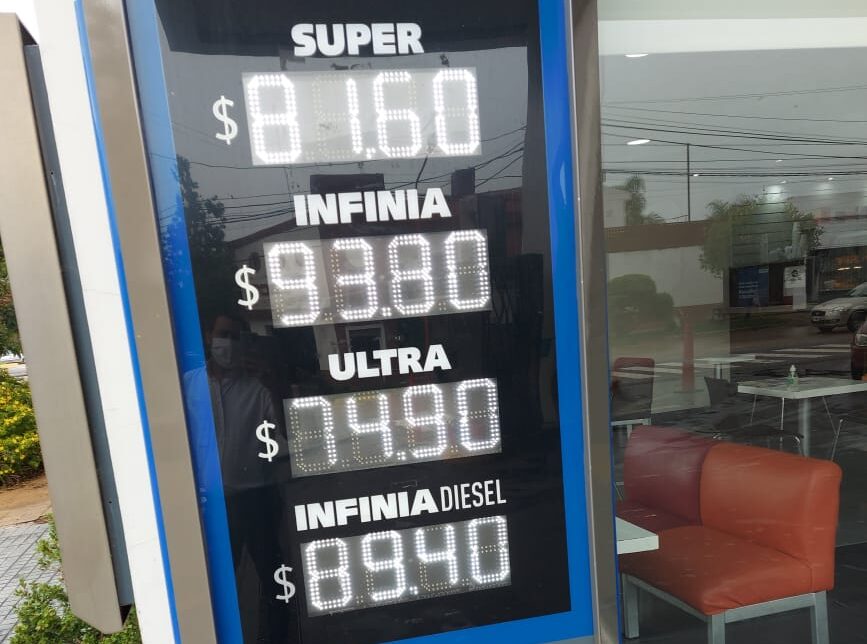 SUPER
$ 81.60
INFINIA
$ 93.80
ULTRA
$ 74.90
INFINIA DIESEL
$ 89.40